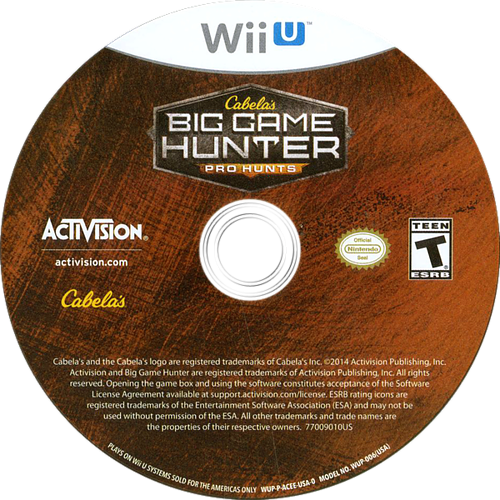 Wii U™
Cabela's
BIG GAME
HUNTER
PRO HUNTS
ACTIVISION®
activision.com
Cabela's
Official
Nintendo
Seal
TEEN
T
ESRB
Cabela's and the Cabela's logo are registered trademarks of Cabela's Inc. ©2014 Activision Publishing, Inc.
Activision and Big Game Hunter are registered trademarks of Activision Publishing, Inc. All rights
reserved. Opening the game box and using the software constitutes acceptance of the Software
License Agreement available at support.activision.com/license. ESRB rating icons are
registered trademarks of the Entertainment Software Association (ESA) and may not be
used without permission of the ESA. All other trademarks and trade names are
the properties of their respective owners. 77009010US
PLAYS ON Wii U SYSTEMS SOLD FOR THE AMERICAS ONLY WUP-P-ACEE-USA-0 MODEL NO. WUP-006(USA)